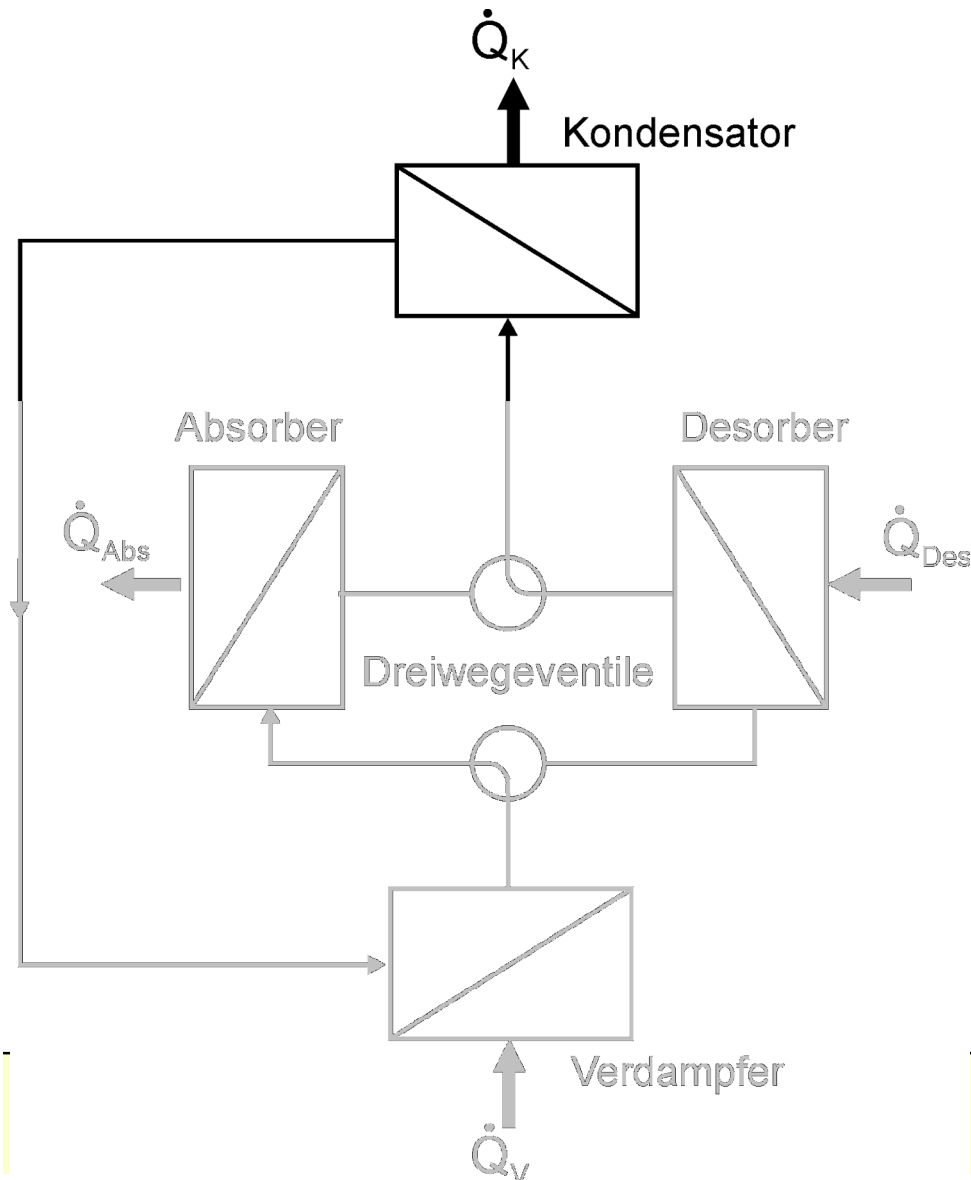 Q̇K
Kondensator
Absorber
Desorber
Q̇Abs
Q̇Des
Dreiwegeventile
Verdampfer
Q̇V